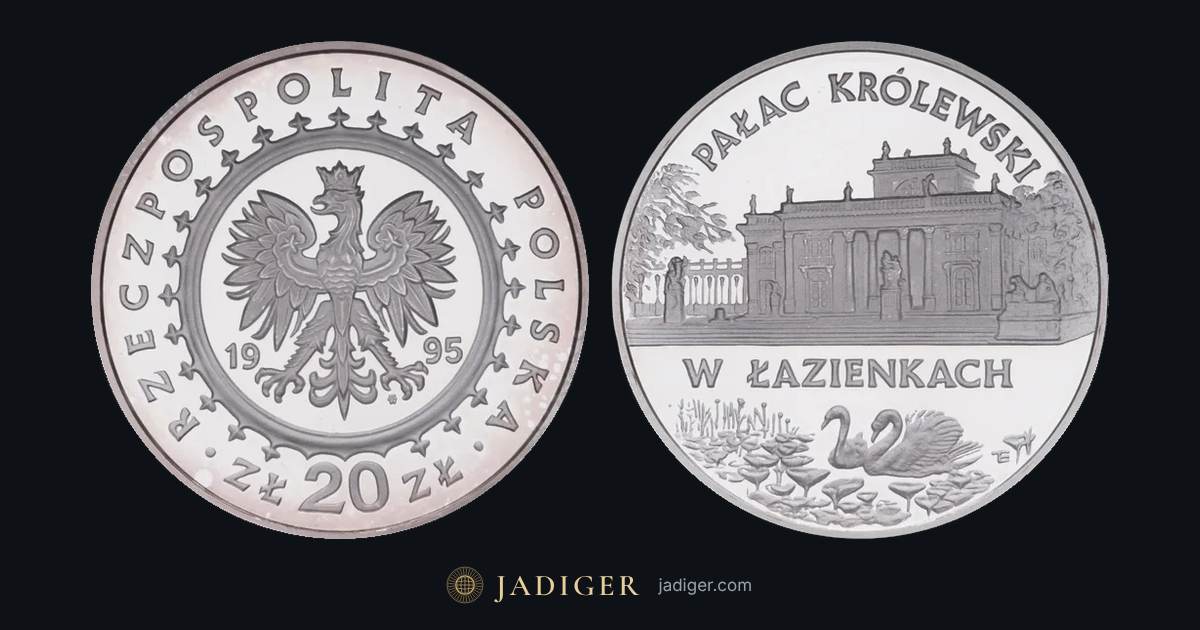 RZECZPOSPOLITA POLSKA
19 95
· ZŁ 20 ZŁ ·
PAŁAC KRÓLEWSKI
W ŁAZIENKACH
JADIGER jadiger.com